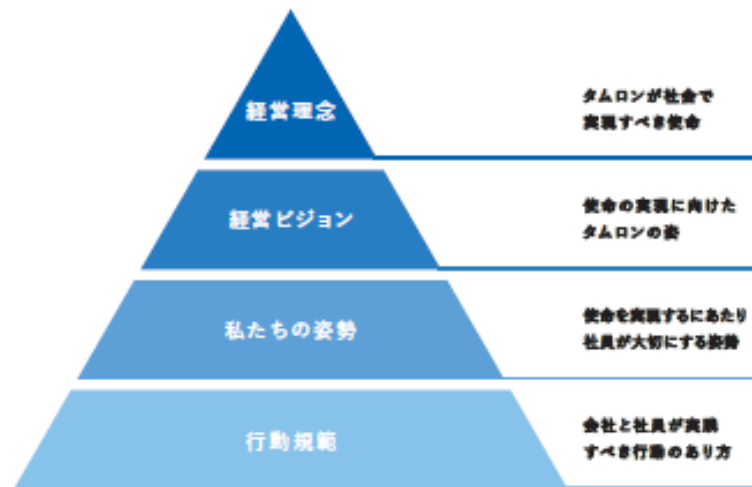 経営理念
タムロンが社会で
実現すべき使命
経営ビジョン
使命の実現に向けた
タムロンの姿
私たちの姿勢
使命を実現するにあたり
社員が大切にする姿勢
行動規範
会社と社員が実践
すべき行動のあり方